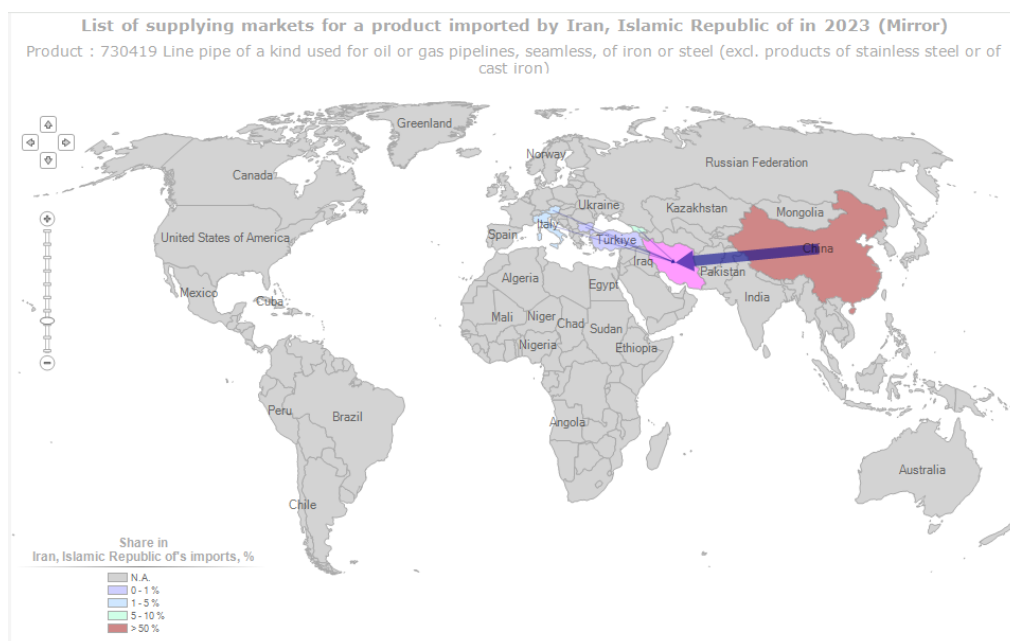 List of supplying markets for a product imported by Iran, Islamic Republic of in 2023 (Mirror)
Product : 730419 Line pipe of a kind used for oil or gas pipelines, seamless, of iron or steel (excl. products of stainless steel or of
cast iron)
Greenland
Norway
Russian Federation
Canada
Ukraine
Kazakhstan
Mongolia
Italy
Spain
Türkiye
United States of America
China
Iraq
Pakistan
Algeria
Egypt
Mexico
Cuba
India
Mali
Niger
Chad
Sudan
Nigeria
Ethiopia
Peru
Brazil
Angola
Australia
Chile
Share in
Iran, Islamic Republic of's imports, %
N.A.
0 - 1 %
1 - 5 %
5 - 10 %
> 50 %